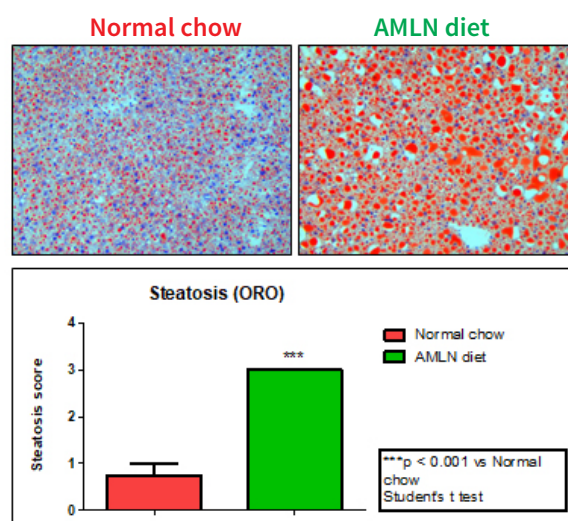 Normal chow
AMLN diet
Steatosis (ORO)
Steatosis score
4
3
2
1
0
***
Normal chow
AMLN diet
***p < 0.001 vs Normal
chow
Student's t test